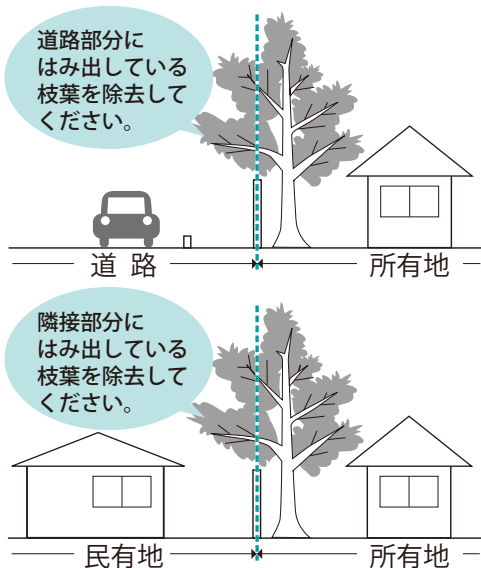 道路部分に
はみ出している
枝葉を除去して
ください。
道 路
所有地
隣接部分に
はみ出している
枝葉を除去して
ください。
民有地
所有地